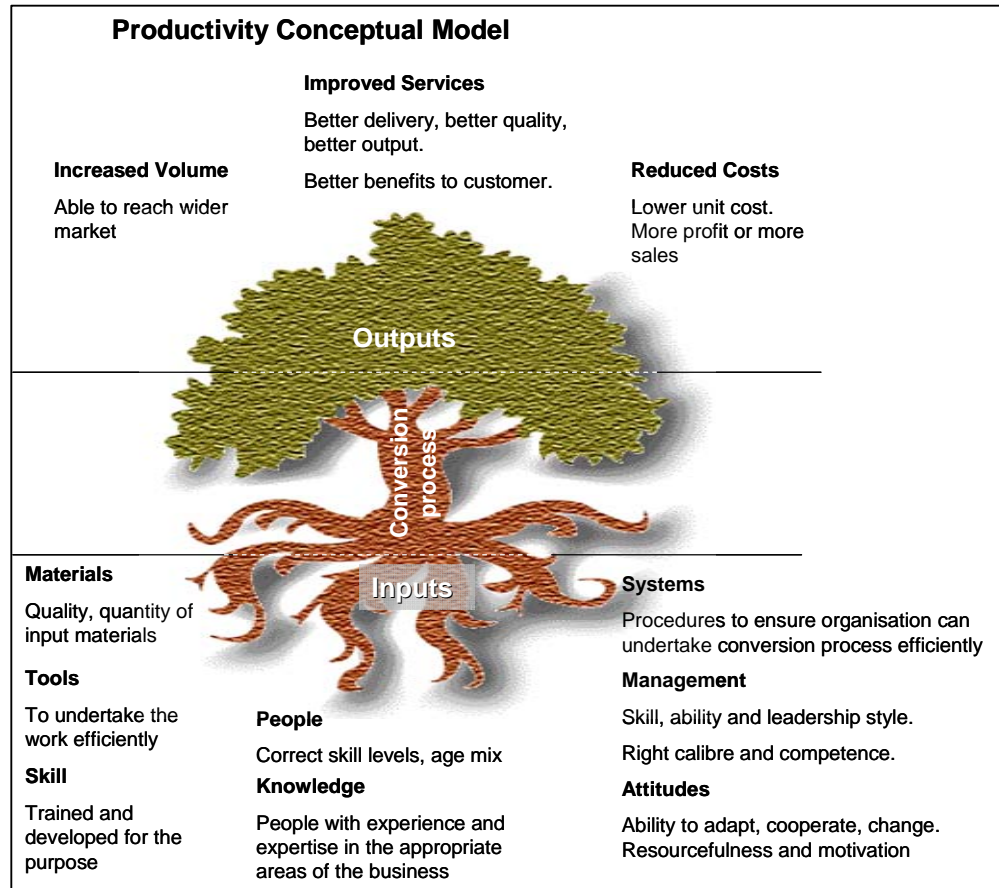 Productivity Conceptual Model
Improved Services
Better delivery, better quality,
better output.
Better benefits to customer.
Increased Volume
Able to reach wider
market
Reduced Costs
Lower unit cost.
More profit or more
sales
Outputs
Conversion
process
Inputs
Materials
Quality, quantity of
input materials
Tools
To undertake the
work efficiently
Skill
Trained and
developed for the
purpose
People
Correct skill levels, age mix
Knowledge
People with experience and
expertise in the appropriate
areas of the business
Systems
Procedures to ensure organisation can
undertake conversion process efficiently
Management
Skill, ability and leadership style.
Right calibre and competence.
Attitudes
Ability to adapt, cooperate, change.
Resourcefulness and motivation